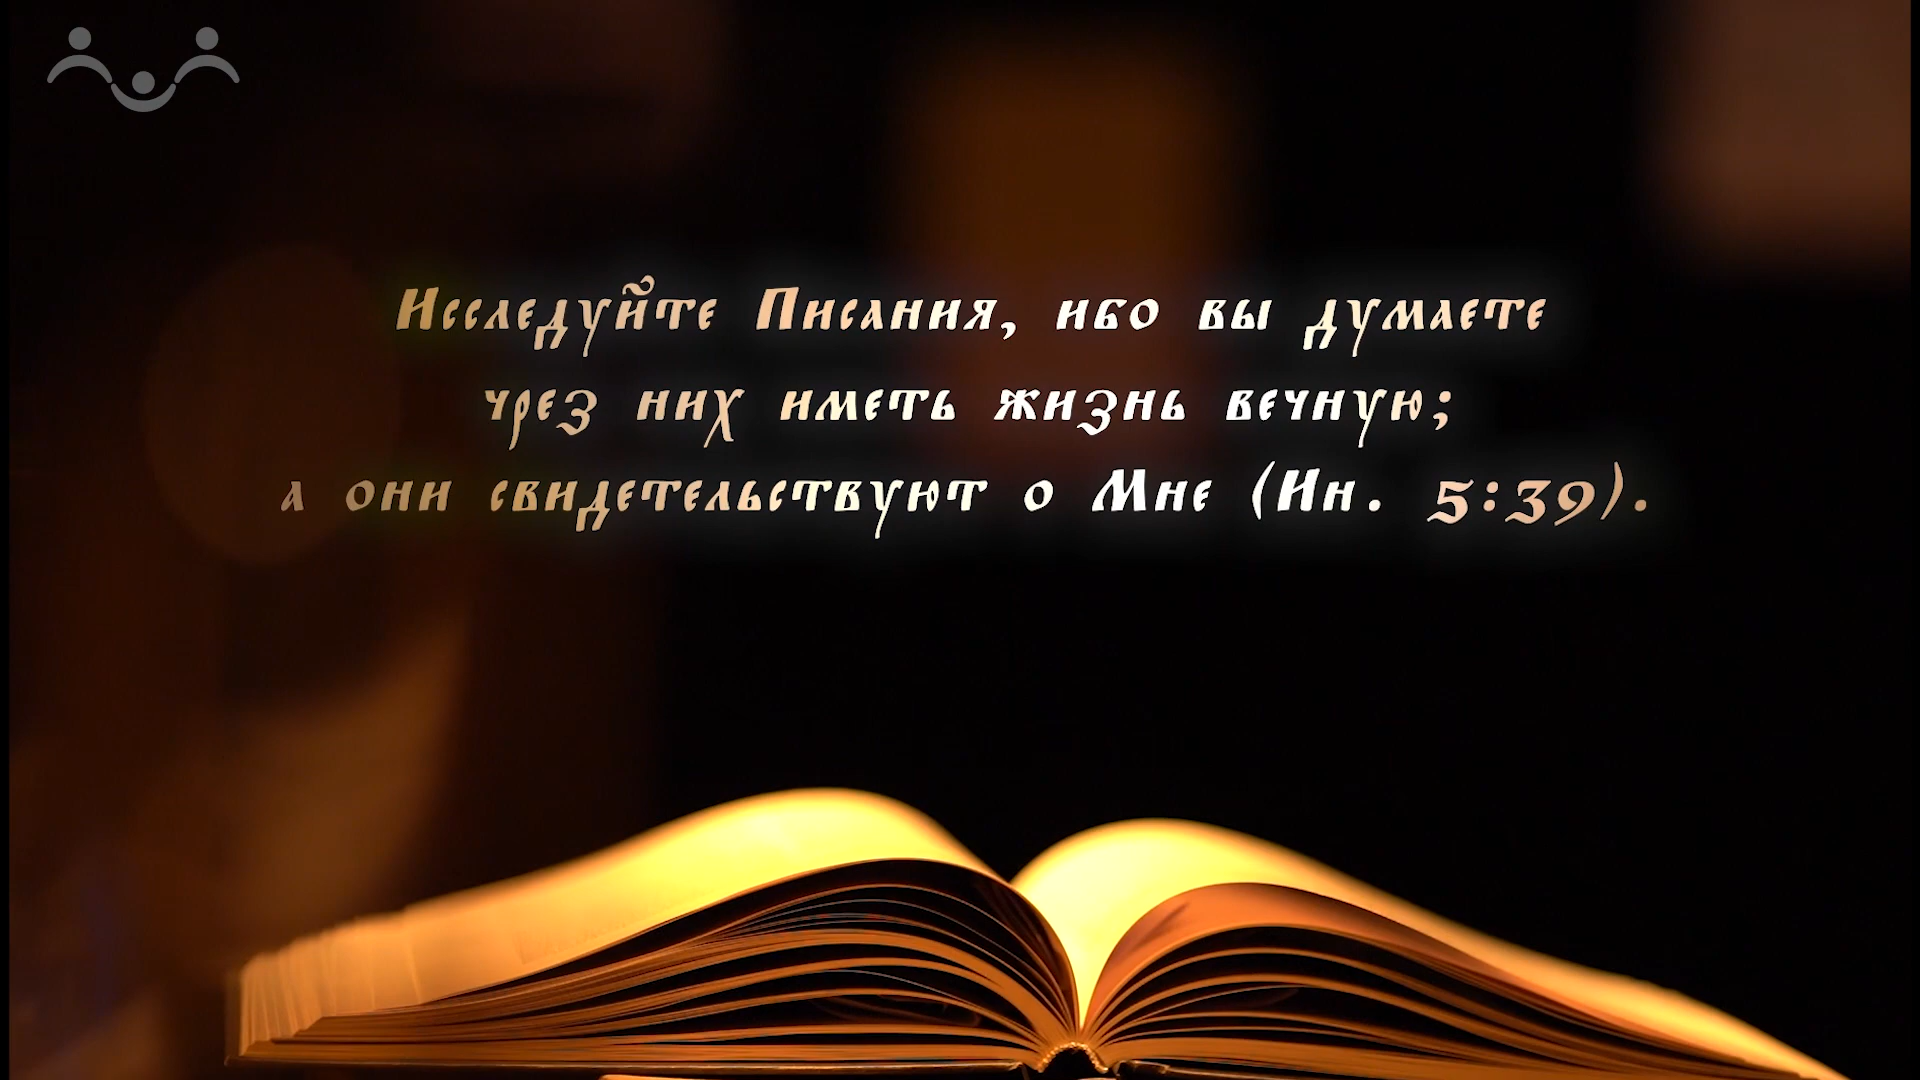 Исследуйте Писания, ибо вы думаете
чрез них иметь жизнь вечную;
а они свидетельствуют о Мне (Ин. 5:39).